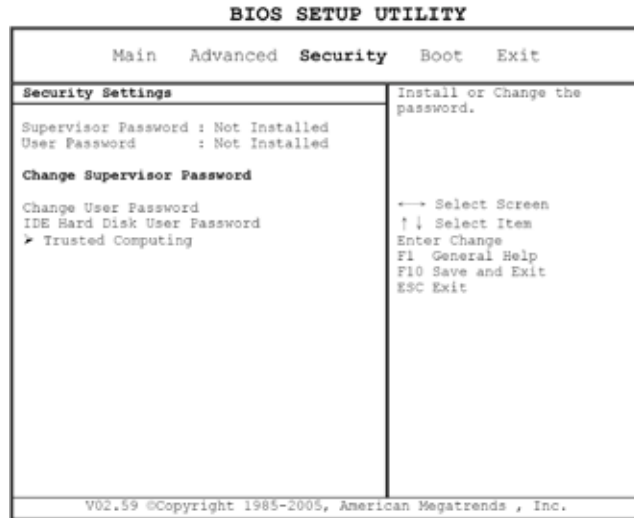 BIOS SETUP UTILITY
Main Advanced Security Boot Exit
Security Settings
Supervisor Password : Not Installed
User Password : Not Installed
Change Supervisor Password
Change User Password
IDE Hard Disk User Password
➤ Trusted Computing
Install or Change the
password.
←→ Select Screen
↑↓ Select Item
Enter Change
F1 General Help
F10 Save and Exit
ESC Exit
V02.59 ©Copyright 1985-2005, American Megatrends , Inc.